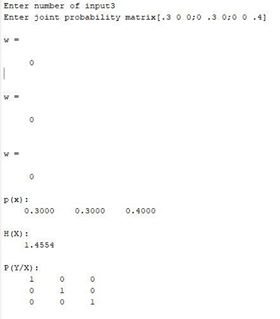 Enter number of input3
Enter joint probability matrix[.3 0 0;0 .3 0;0 0 .4]
w =
0
w =
0
w =
0
p(x):
0.3000 0.3000 0.4000
H(X):
1.4554
P(Y/X):
1 0 0
0 1 0
0 0 1